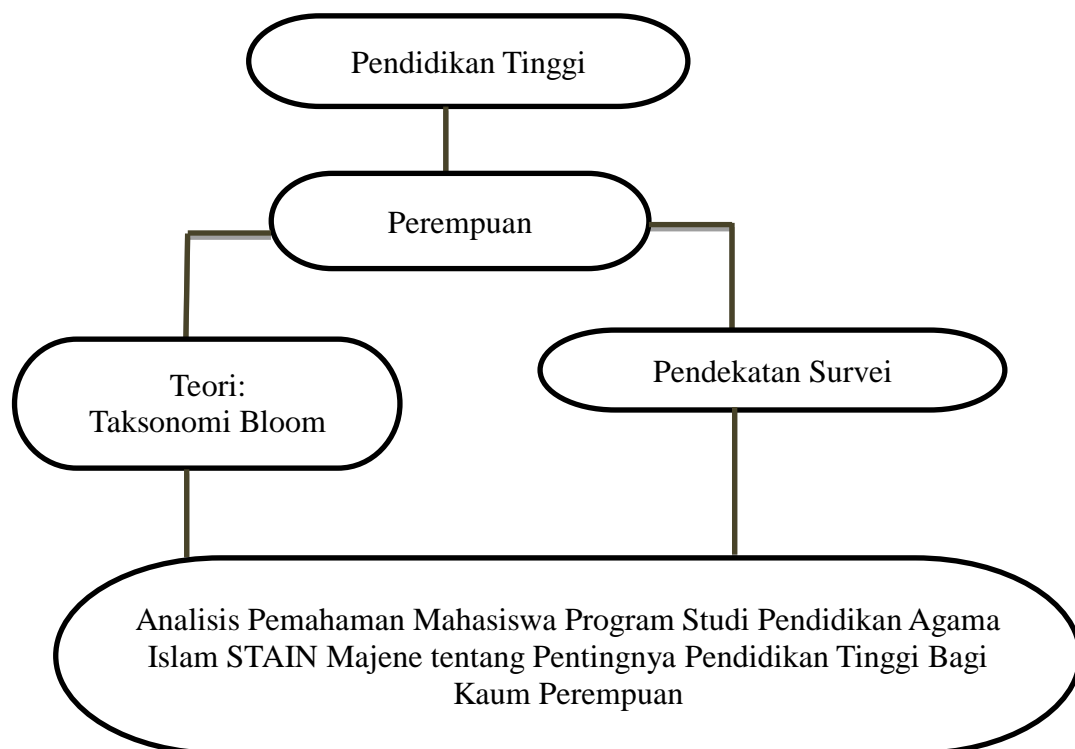 Pendidikan Tinggi
Perempuan
Teori:
Taksonomi Bloom
Pendekatan Survei
Analisis Pemahaman Mahasiswa Program Studi Pendidikan Agama
Islam STAIN Majene tentang Pentingnya Pendidikan Tinggi Bagi
Kaum Perempuan